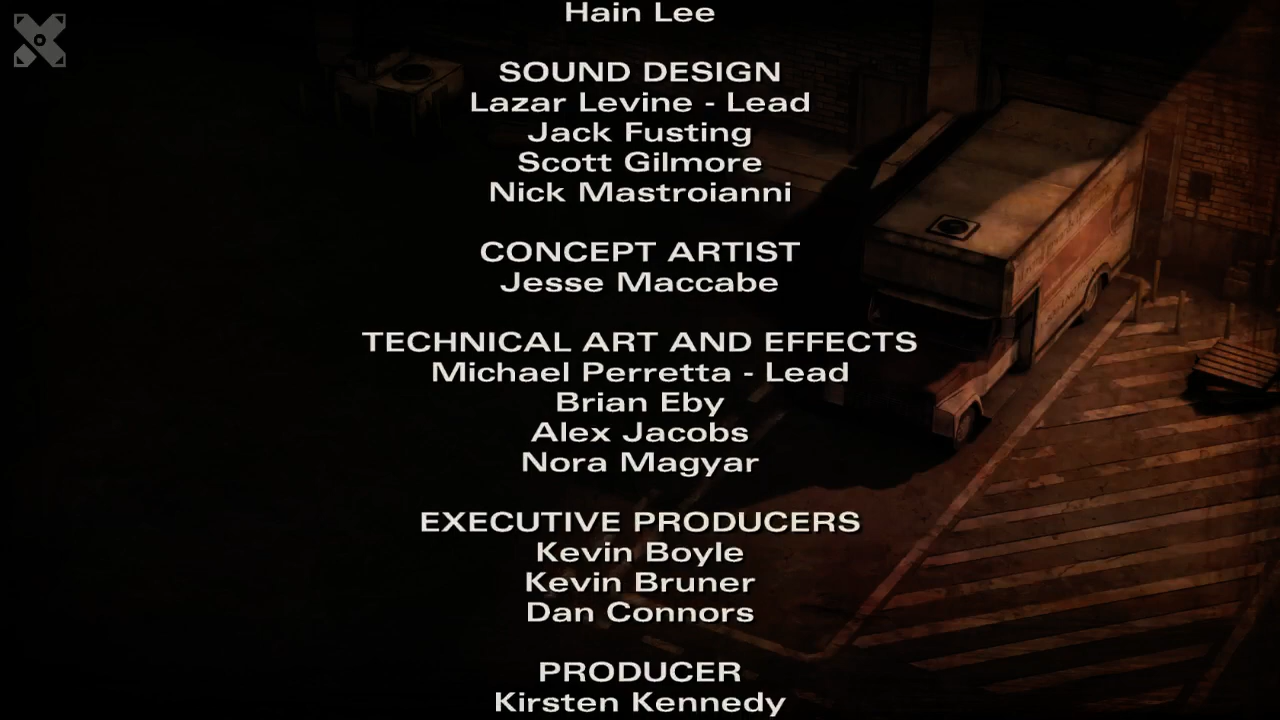 Hain Lee
SOUND DESIGN
Lazar Levine - Lead
Jack Fusting
Scott Gilmore
Nick Mastroianni
CONCEPT ARTIST
Jesse Maccabe
TECHNICAL ART AND EFFECTS
Michael Perretta - Lead
Brian Eby
Alex Jacobs
Nora Magyar
EXECUTIVE PRODUCERS
Kevin Boyle
Kevin Bruner
Dan Connors
PRODUCER
Kirsten Kennedy